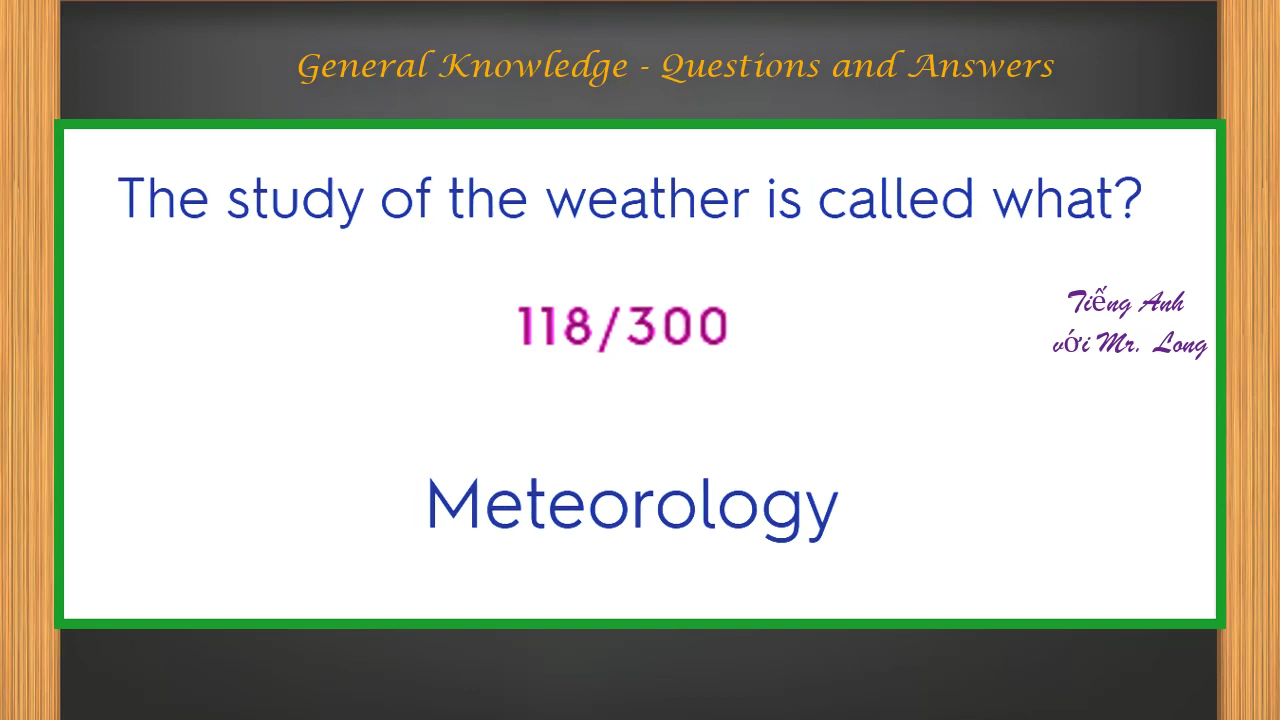 General Knowledge - Questions and Answers
The study of the weather is called what?
118/300
Tiếng Anh
với Mr. Long
Meteorology